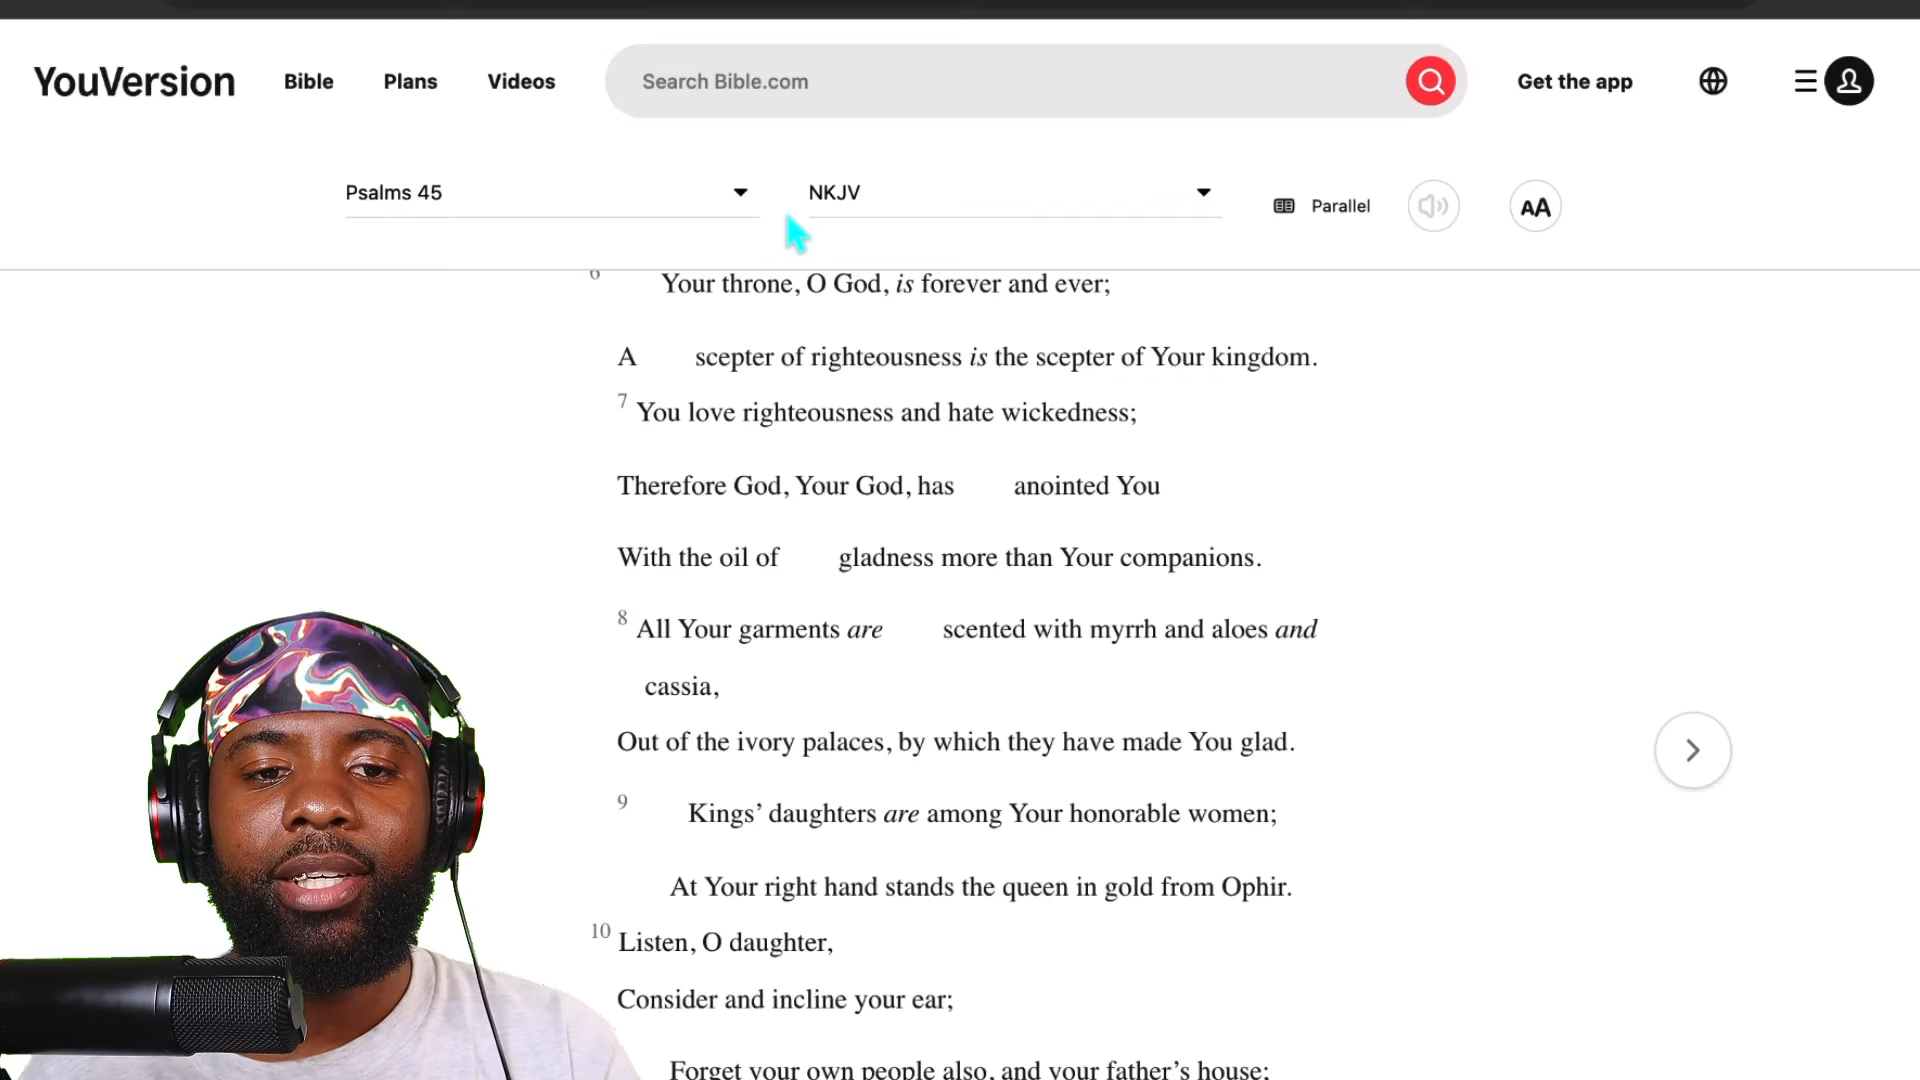 YouVersion Bible Plans Videos Search Bible.com Get the app
Psalms 45 NKJV Parallel AA
6 Your throne, O God, is forever and ever;
A scepter of righteousness is the scepter of Your kingdom.
7 You love righteousness and hate wickedness;
Therefore God, Your God, has anointed You
With the oil of gladness more than Your companions.
8 All Your garments are scented with myrrh and aloes and
cassia,
Out of the ivory palaces, by which they have made You glad.
9 Kings’ daughters are among Your honorable women;
At Your right hand stands the queen in gold from Ophir.
10 Listen, O daughter,
Consider and incline your ear;
Forget your own people also, and your father’s house;